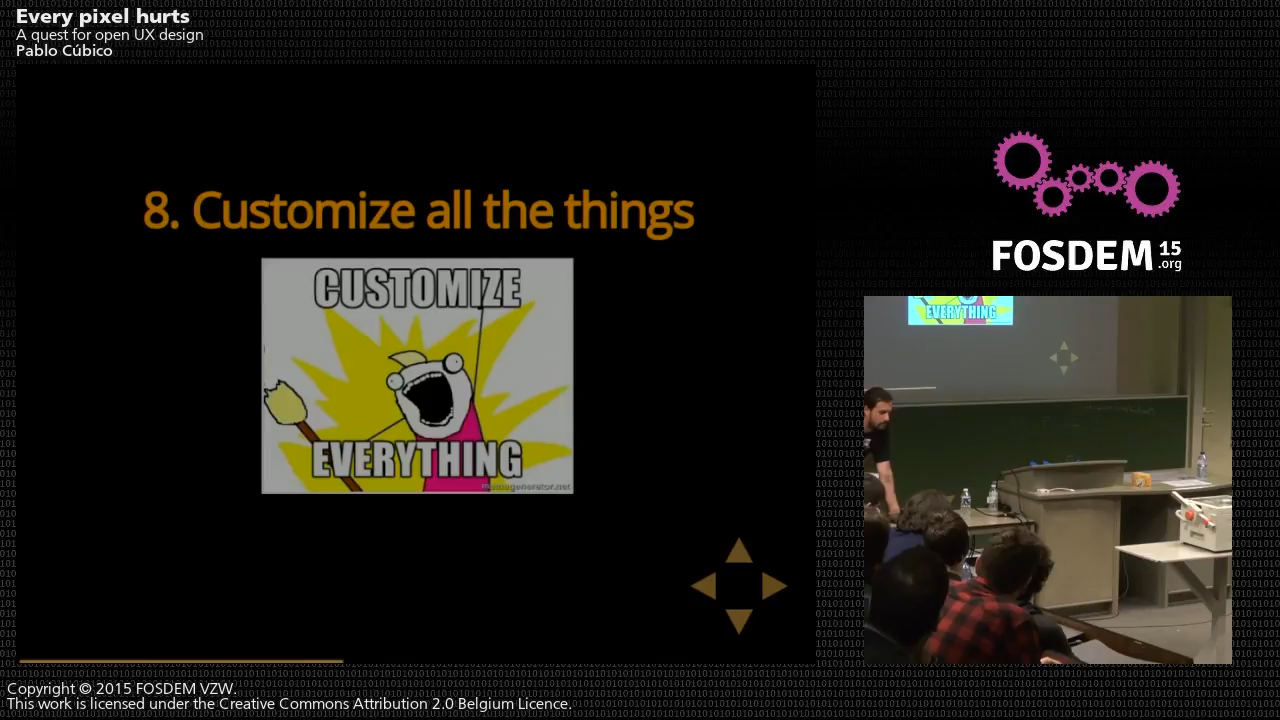 Every pixel hurts
A quest for open UX design
Pablo Cúbico
8. Customize all the things
CUSTOMIZE
EVERYTHING
memegenerator.net
FOSDEM 15
.org
EVERYTHING
Copyright © 2015 FOSDEM VZW.
This work is licensed under the Creative Commons Attribution 2.0 Belgium Licence.